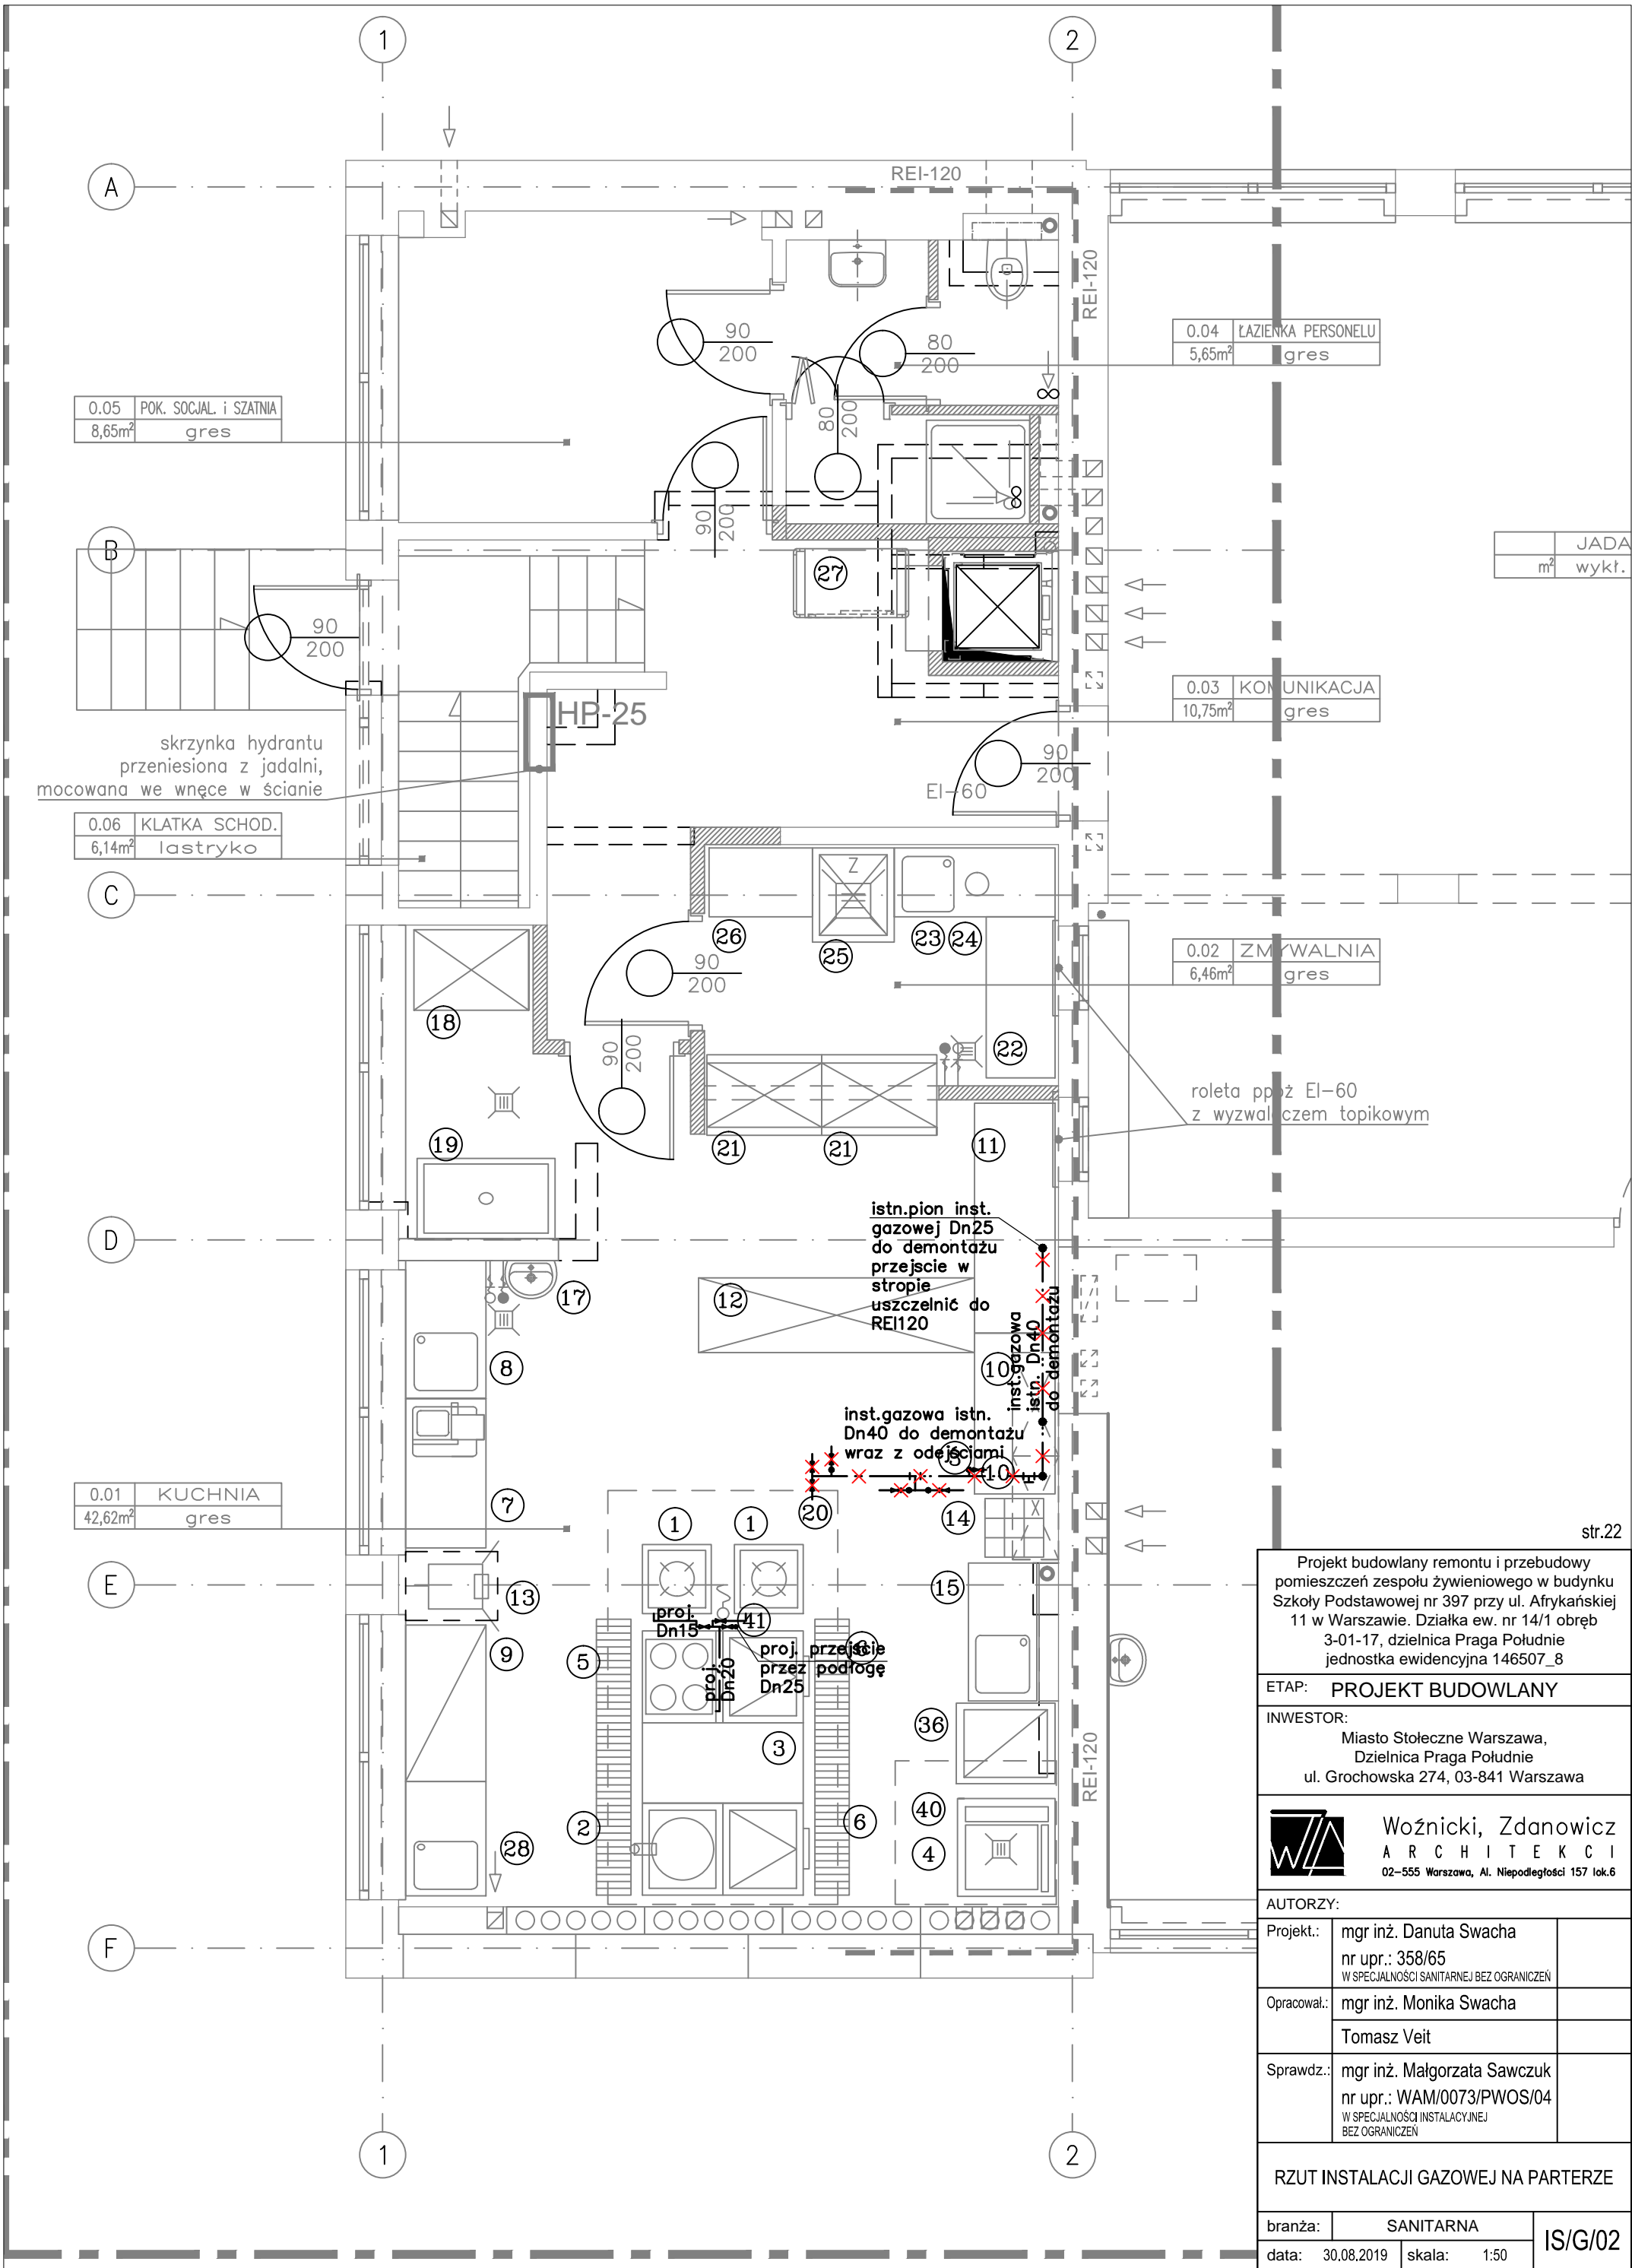 1
2
A
REI-120
REI-120
0.04 ŁAZIENKA PERSONELU
5,65m² gres
90
200
80
200
80
200
0.05 POK. SOCJAL. i SZATNIA
8,65m² gres
90
200
B
27
JADA
m² wykł.
90
200
HP-25
0.03 KOMUNIKACJA
10,75m² gres
skrzynka hydrantu
przeniesiona z jadalni,
mocowana we wnęce w ścianie
90
200
EI-60
0.06 KLATKA SCHOD.
6,14m² lastryko
C
Z
26
25
23
24
0.02 ZMYWALNIA
6,46m² gres
90
200
18
90
200
22
roleta ppoż EI-60
z wyzwalaczem topikowym
19
21
21
11
istn.pion inst.
gazowej Dn25
do demontażu
przejscie w
stropie
uszczelnić do
REI120
D
17
12
inst.gazowa
istn. Dn40
do demontażu
8
10
inst.gazowa istn.
Dn40 do demontażu
wraz z odejściami
5
10
0.01 KUCHNIA
42,62m² gres
7
20
14
X
1
1
E
13
15
proj.
Dn15
41
proj. przejście
przez podłogę
Dn25
6
proj.
Dn20
9
5
3
36
REI-120
2
6
40
4
28
F
1
2
str.22
Projekt budowlany remontu i przebudowy
pomieszczeń zespołu żywieniowego w budynku
Szkoły Podstawowej nr 397 przy ul. Afrykańskiej
11 w Warszawie. Działka ew. nr 14/1 obręb
3-01-17, dzielnica Praga Południe
jednostka ewidencyjna 146507_8
ETAP: PROJEKT BUDOWLANY
INWESTOR:
Miasto Stołeczne Warszawa,
Dzielnica Praga Południe
ul. Grochowska 274, 03-841 Warszawa
Woźnicki, Zdanowicz
ARCHITEKCI
02-555 Warszawa, Al. Niepodległości 157 lok.6
AUTORZY:
Projekt.: mgr inż. Danuta Swacha
nr upr.: 358/65
W SPECJALNOŚCI SANITARNEJ BEZ OGRANICZEŃ
Opracował.: mgr inż. Monika Swacha
Tomasz Veit
Sprawdz.: mgr inż. Małgorzata Sawczuk
nr upr.: WAM/0073/PWOS/04
W SPECJALNOŚCI INSTALACYJNEJ
BEZ OGRANICZEŃ
RZUT INSTALACJI GAZOWEJ NA PARTERZE
branża: SANITARNA
IS/G/02
data: 30.08.2019 skala: 1:50